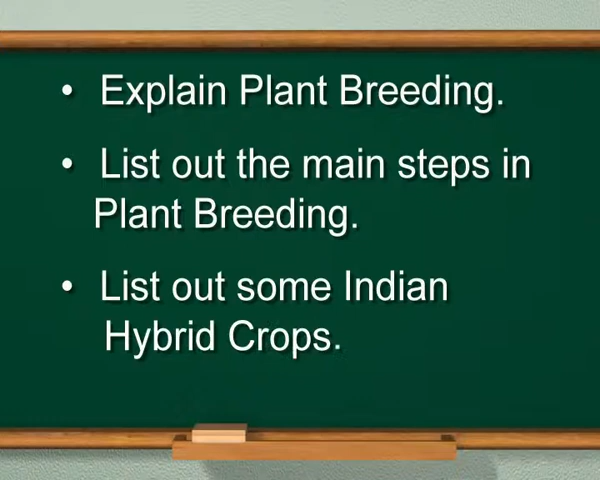 • Explain Plant Breeding.
• List out the main steps in
Plant Breeding.
• List out some Indian
Hybrid Crops.